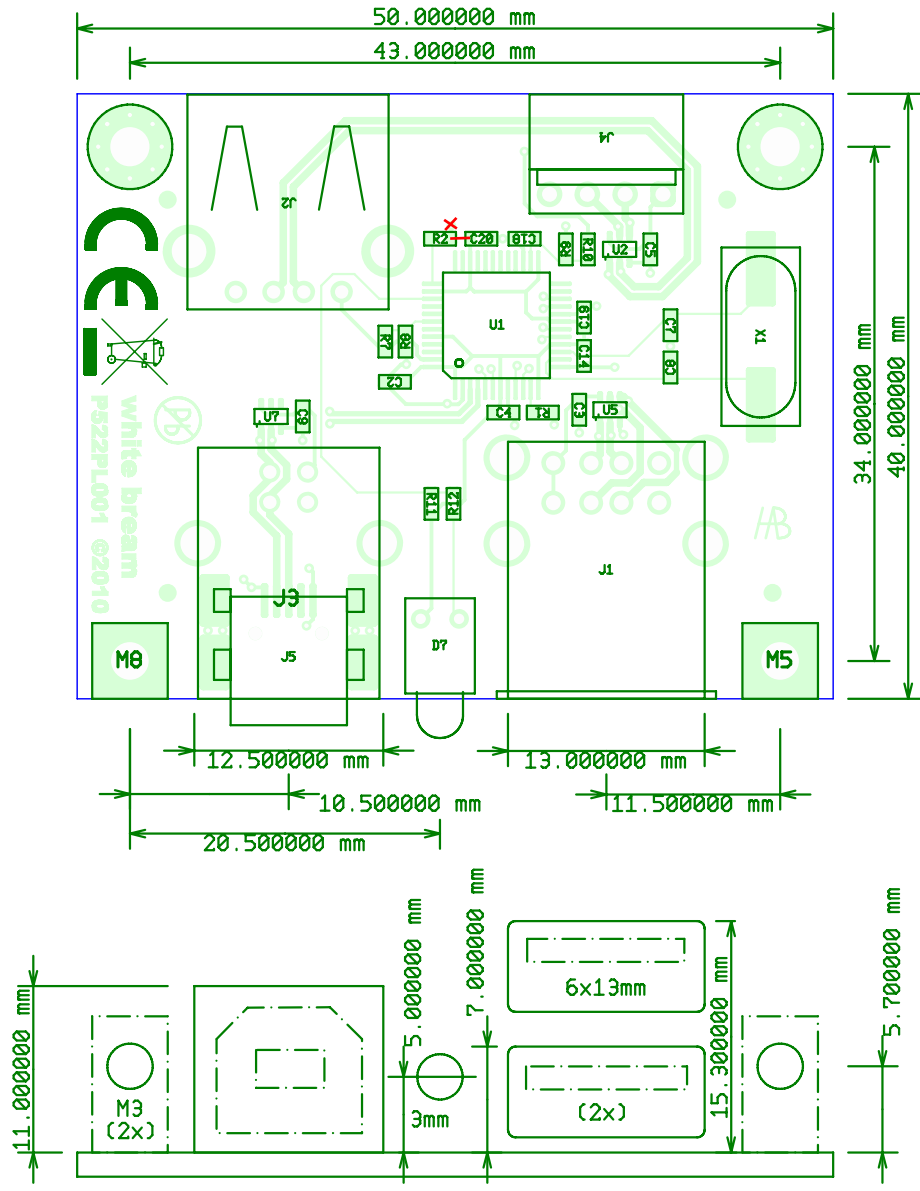 50.000000 mm
43.000000 mm
J4
J2
R2
C20
C18
R9
R10
U2
C5
U1
C19
C7
X1
34.000000 mm
40.000000 mm
R7
C14
C8
C2
U7
C9
C4
R1
C3
U5
White bream
P522PL001 ©2010
R11
R12
HB
J1
J3
J5
D7
M8
M5
12.500000 mm
13.000000 mm
10.500000 mm
11.500000 mm
20.500000 mm
11.000000 mm
5.000000 mm
7.000000 mm
15.300000 mm
5.700000 mm
6x13mm
M3
(2x)
3mm
(2x)